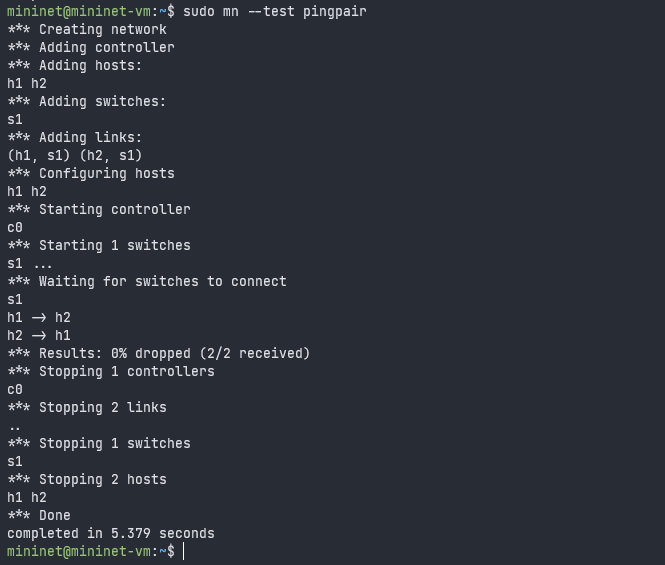 mininet@mininet-vm:~$ sudo mn --test pingpair
*** Creating network
*** Adding controller
*** Adding hosts:
h1 h2
*** Adding switches:
s1
*** Adding links:
(h1, s1) (h2, s1)
*** Configuring hosts
h1 h2
*** Starting controller
c0
*** Starting 1 switches
s1 ...
*** Waiting for switches to connect
s1
h1 -> h2
h2 -> h1
*** Results: 0% dropped (2/2 received)
*** Stopping 1 controllers
c0
*** Stopping 2 links
..
*** Stopping 1 switches
s1
*** Stopping 2 hosts
h1 h2
*** Done
completed in 5.379 seconds
mininet@mininet-vm:~$